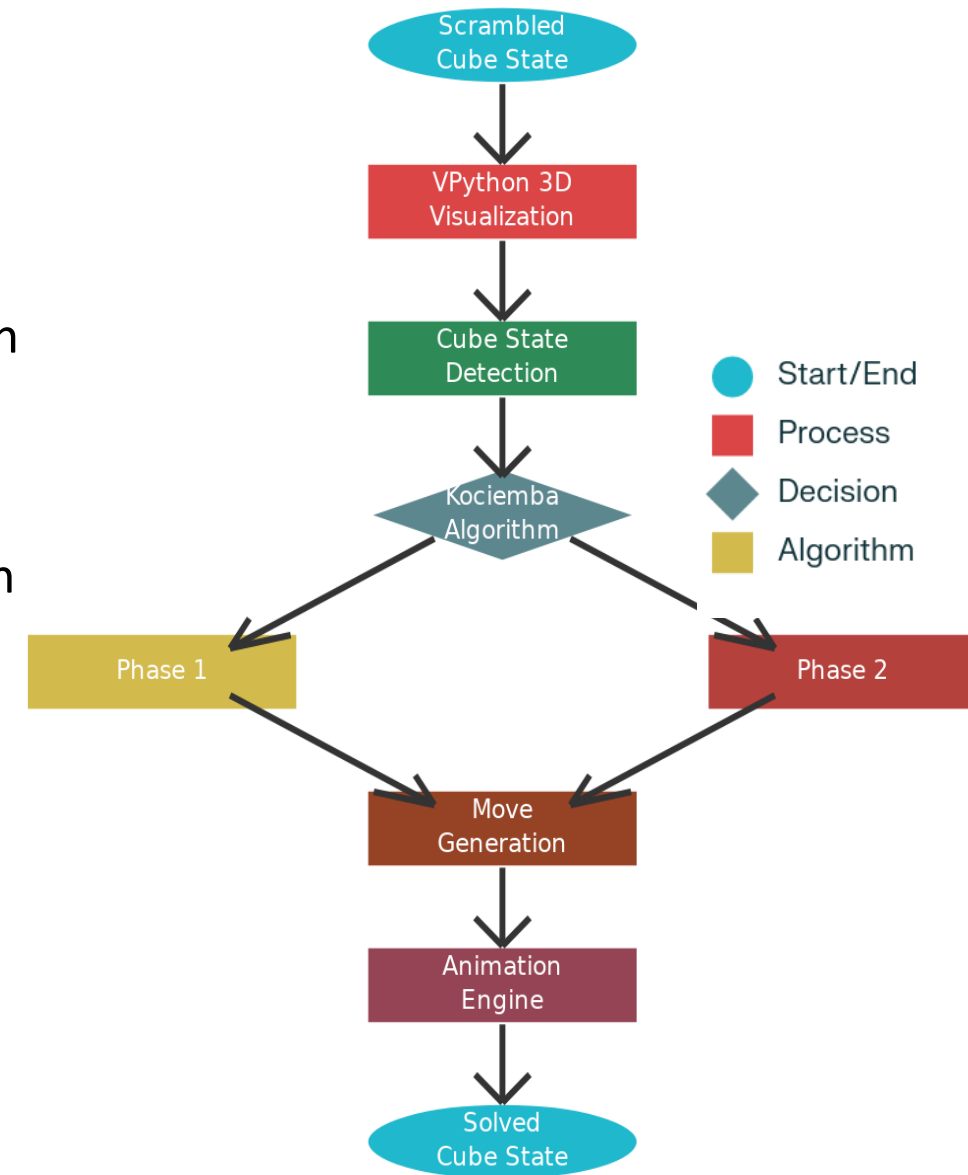 Scrambled
Cube State
VPython 3D
Visualization
n
Cube State
Detection
Start/End
Process
Decision
Algorithm
Kociemba
Algorithm
n
Phase 1
Phase 2
Move
Generation
Animation
Engine
Solved
Cube State